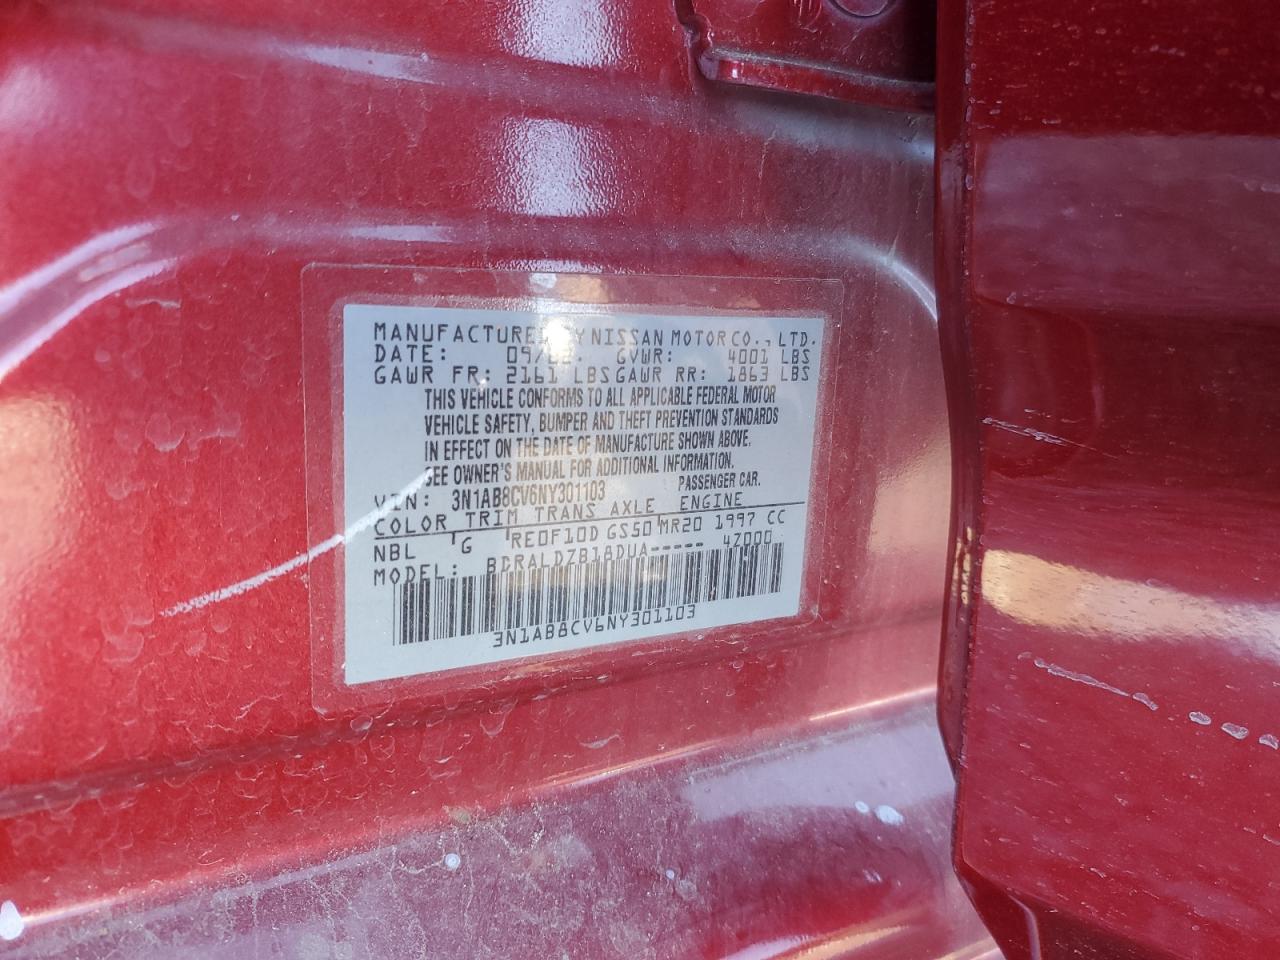 MANUFACTURED BY NISSAN MOTOR CO., LTD.
DATE: GVWR: 4001 LBS
GAWR FR: 2161 LBS GAWR RR: 1863 LBS
THIS VEHICLE CONFORMS TO ALL APPLICABLE FEDERAL MOTOR
VEHICLE SAFETY, BUMPER AND THEFT PREVENTION STANDARDS
IN EFFECT ON THE DATE OF MANUFACTURE SHOWN ABOVE.
SEE OWNER'S MANUAL FOR ADDITIONAL INFORMATION.
VIN: 3N1AB8CV6NY301103 PASSENGER CAR.
COLOR TRIM TRANS AXLE ENGINE
NBL G RE0F10D GS50 MR20 1997 CC
MODEL: BDRALDZB18DUA----- 4Z000
3N1AB8CV6NY301103